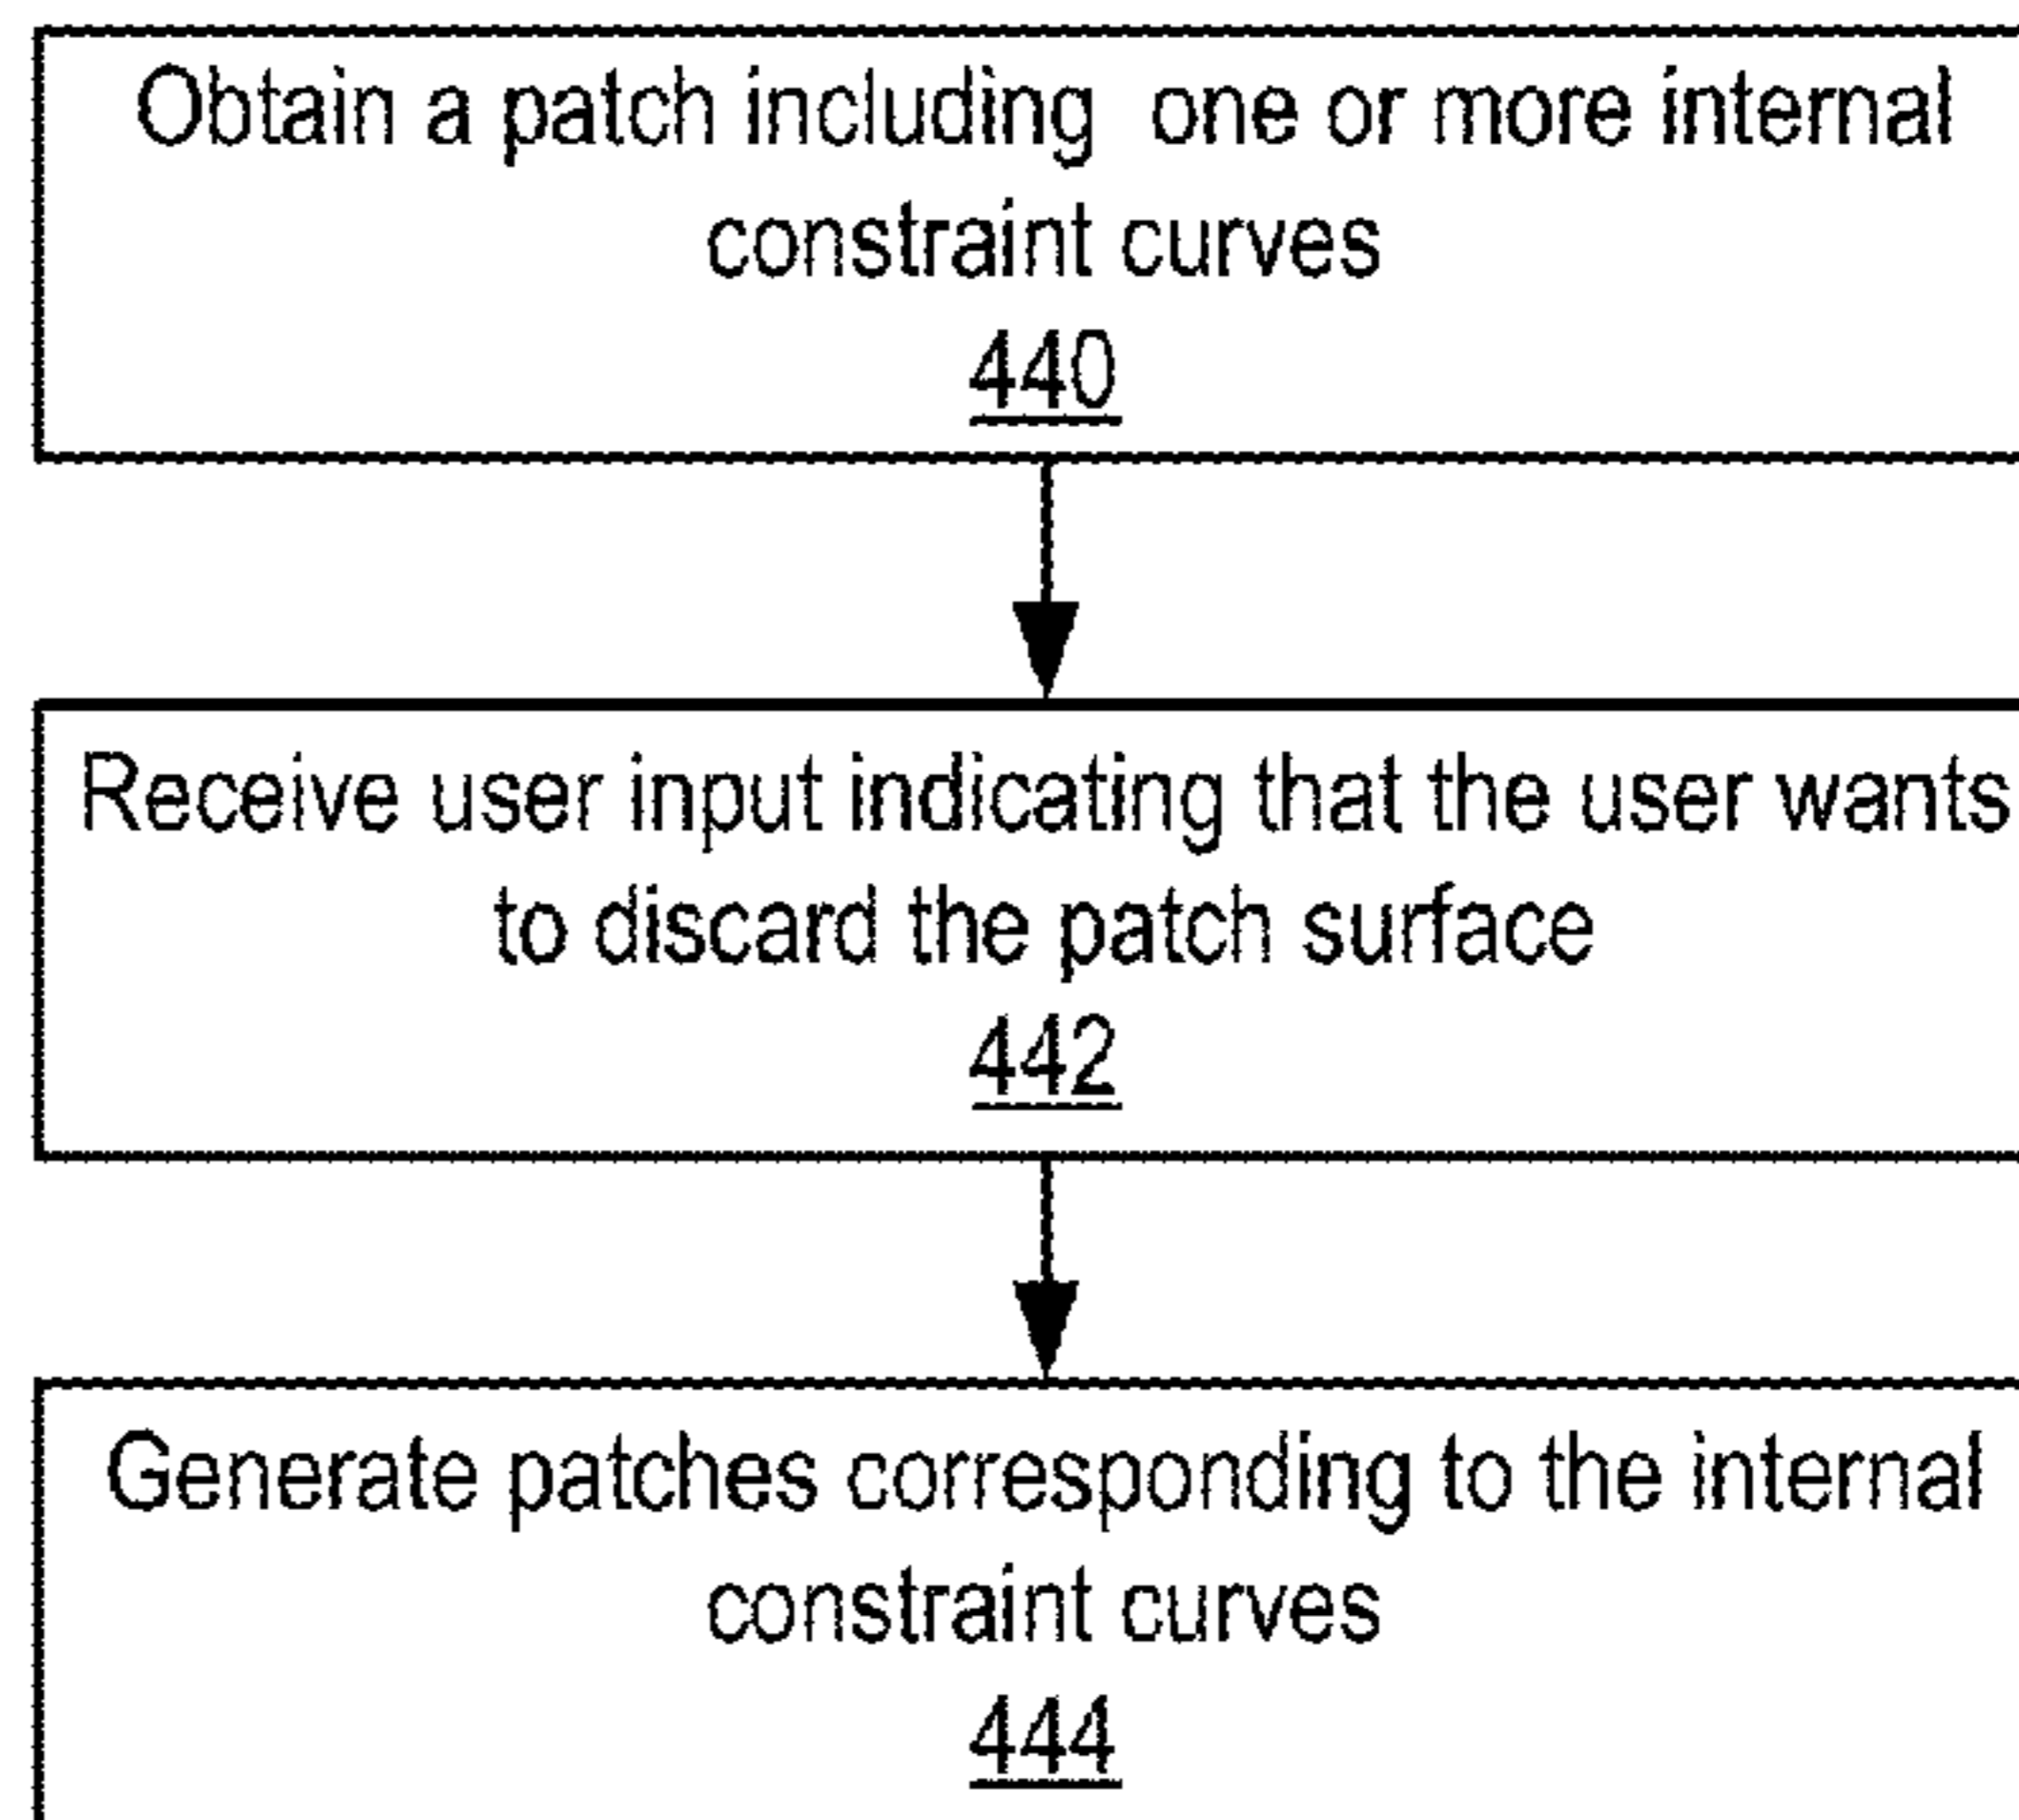 Obtain a patch including one or more internal
constraint curves
440
Receive user input indicating that the user wants
to discard the patch surface
442
Generate patches corresponding to the internal
constraint curves
444